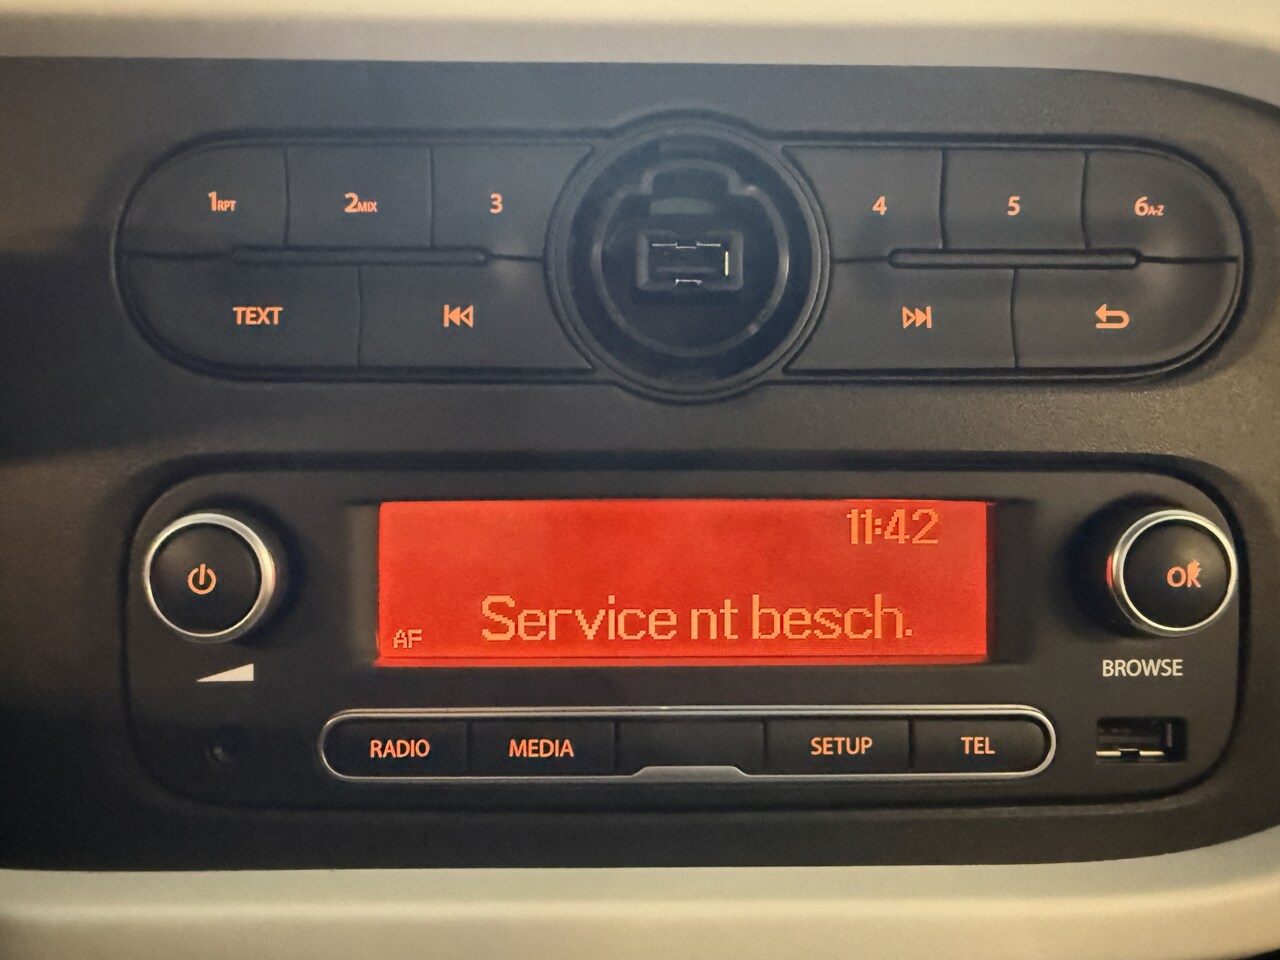 1RPT 2MIX 3 4 5 6A-Z
TEXT
11:42
OK
Service nt besch.
AF
BROWSE
RADIO MEDIA SETUP TEL